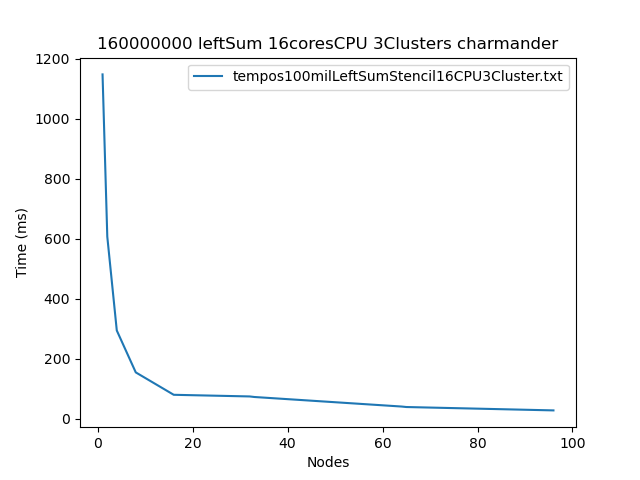 160000000 leftSum 16coresCPU 3Clusters charmander
tempos100milLeftSumStencil16CPU3Cluster.txt
1200
1000
800
600
400
200
0
Time (ms)
0 20 40 60 80 100
Nodes